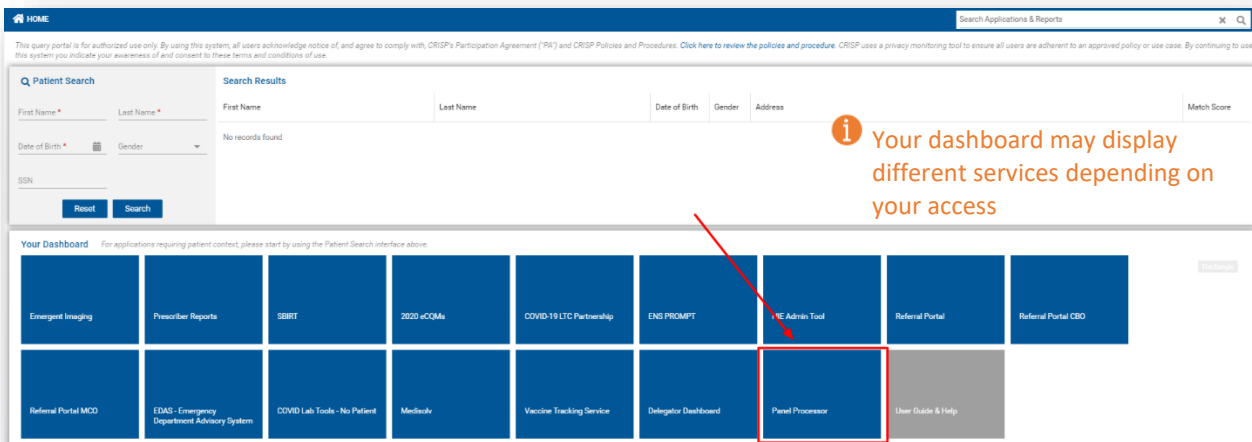 HOME
Search Applications & Reports
This query portal is for authorized use only. By using this system, all users acknowledge notice of, and agree to comply with, CRISP's Participation Agreement ("PA") and CRISP Policies and Procedures. Click here to review the policies and procedure. CRISP uses a privacy monitoring tool to ensure all users are adherent to an approved policy or use case. By continuing to use
this system you indicate your awareness of and consent to these terms and conditions of use.
Patient Search
Search Results
First Name *
Last Name *
First Name
Last Name
Date of Birth
Gender
Address
Match Score
No records found
Date of Birth *
Gender
SSN
Reset
Search
Your dashboard may display
different services depending on
your access
Your Dashboard
For applications requiring patient context, please start by using the Patient Search interface above.
Emergent Imaging
Prescriber Reports
SBIRT
2020 eCQMs
COVID-19 LTC Partnership
ENS PROMPT
HIE Admin Tool
Referral Portal
Referral Portal CBO
Referral Portal MCO
EDAS - Emergency
Department Advisory System
COVID Lab Tools - No Patient
Medisolv
Vaccine Tracking Service
Delegator Dashboard
Panel Processor
User Guide & Help